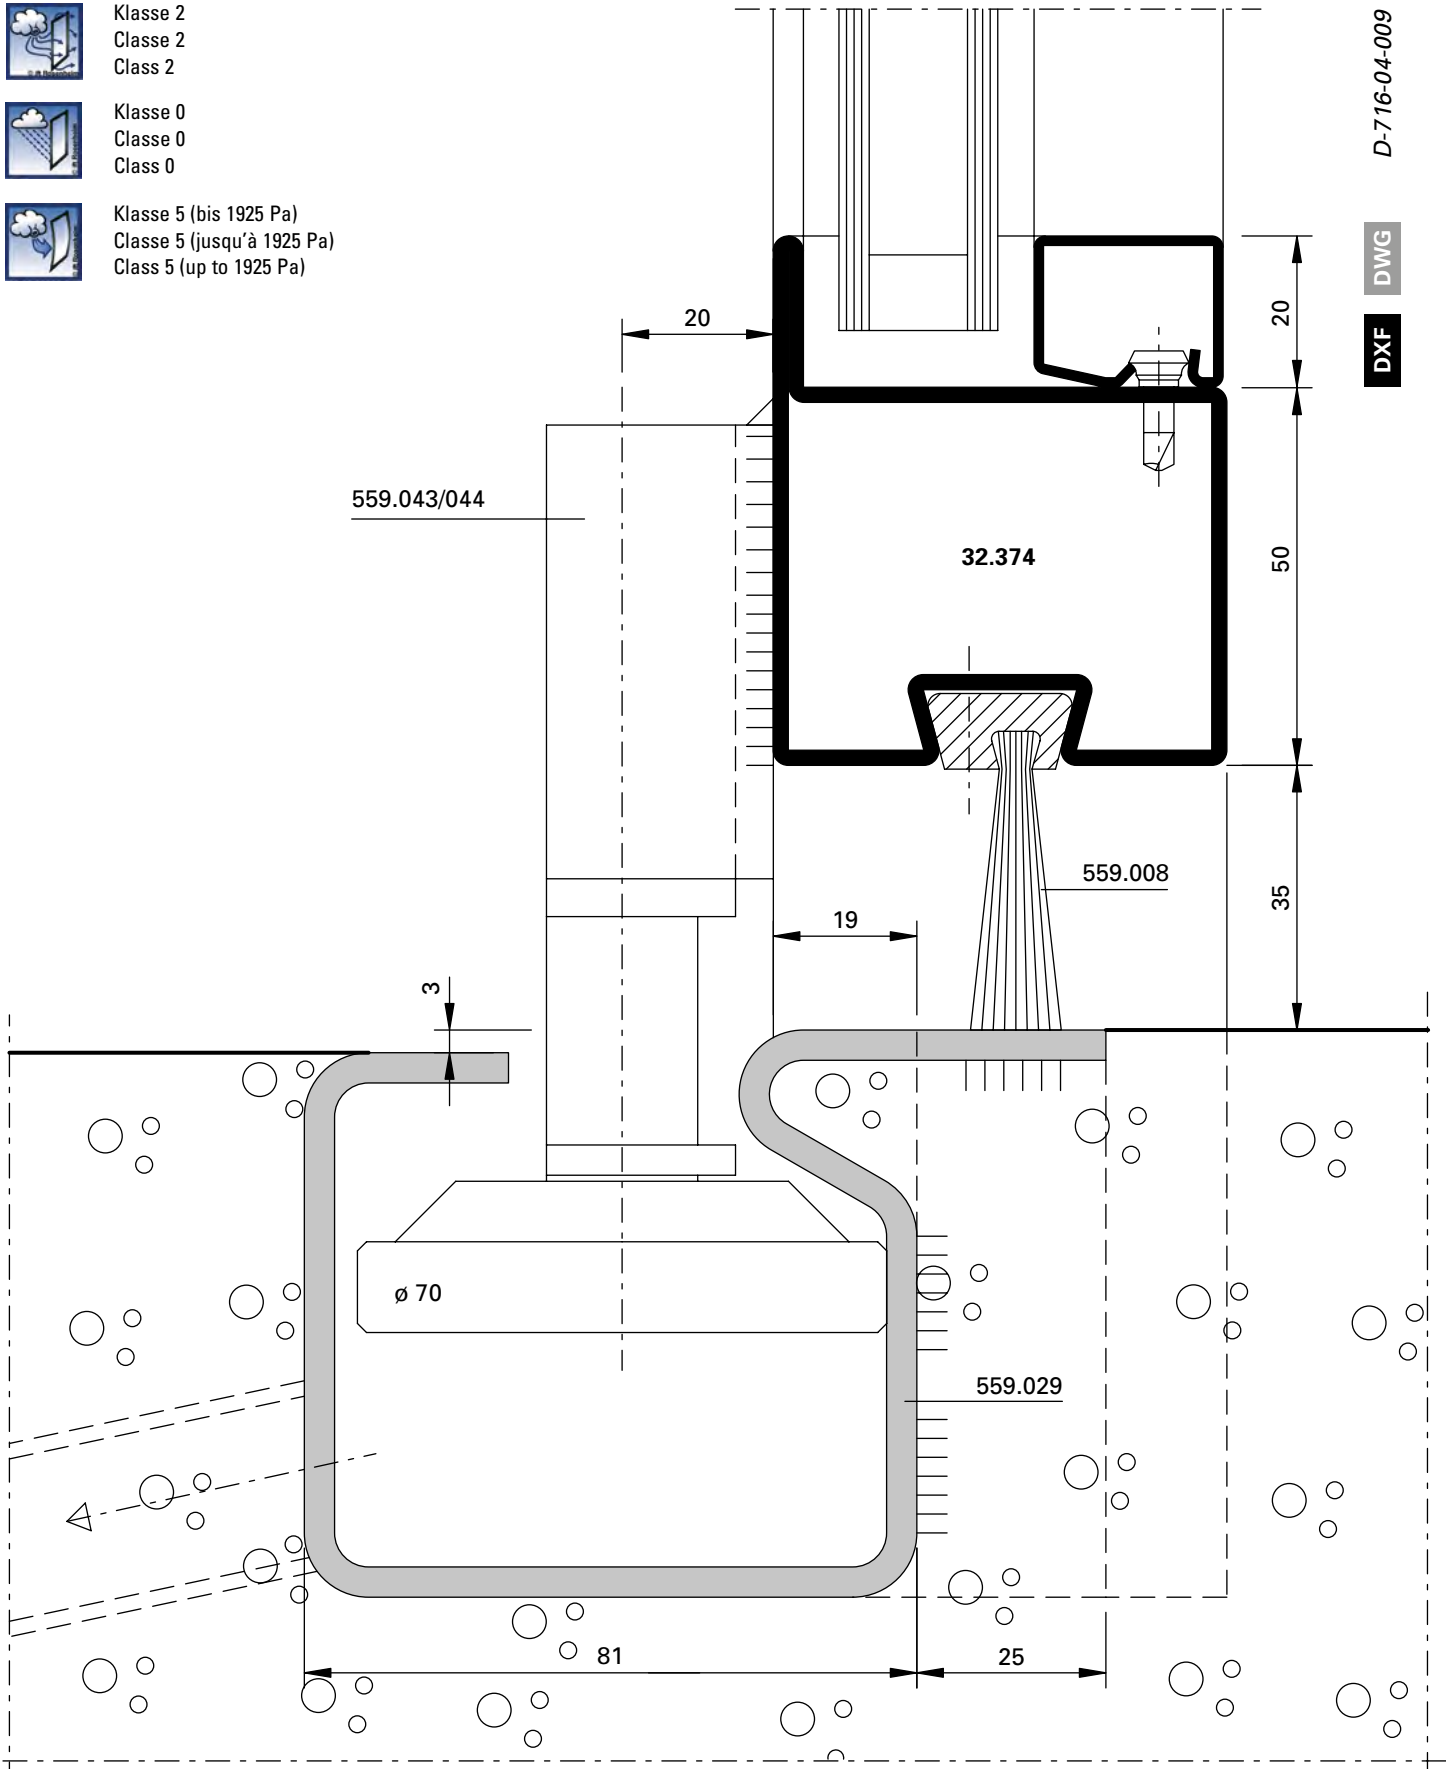 Klasse 2
Classe 2
Class 2
Klasse 0
Classe 0
Class 0
Klasse 5 (bis 1925 Pa)
Classe 5 (jusqu'à 1925 Pa)
Class 5 (up to 1925 Pa)
D-716-04-009
DWG
DXF
20
20
559.043/044
32.374
50
559.008
35
19
3
ø 70
559.029
81
25